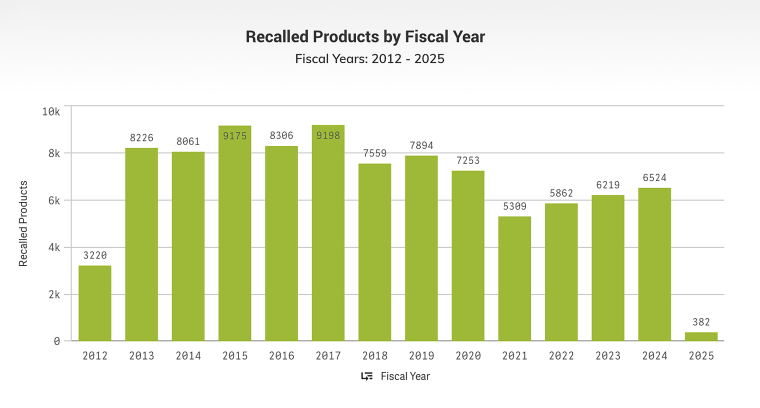 Recalled Products by Fiscal Year
Fiscal Years: 2012 - 2025
Recalled Products
10k
8k
6k
4k
2k
0
3220
8226
8061
9175
8306
9198
7559
7894
7253
5309
5862
6219
6524
382
2012 2013 2014 2015 2016 2017 2018 2019 2020 2021 2022 2023 2024 2025
Fiscal Year